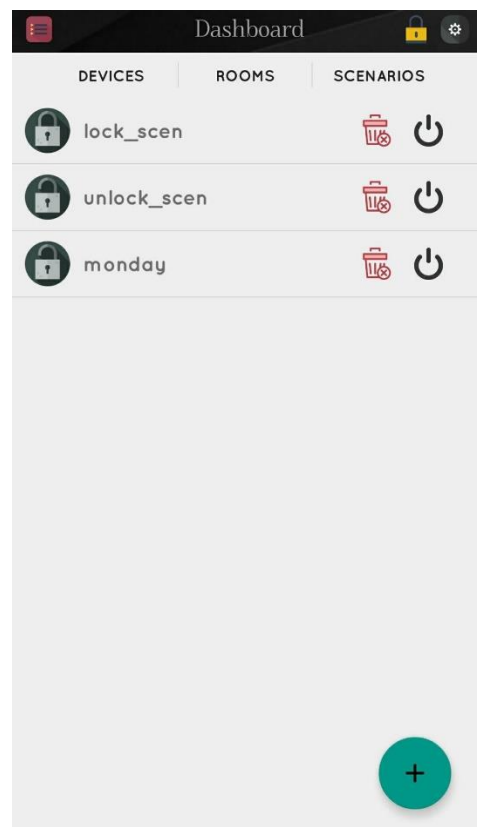 Dashboard
DEVICES ROOMS SCENARIOS
lock_scen
unlock_scen
monday
+